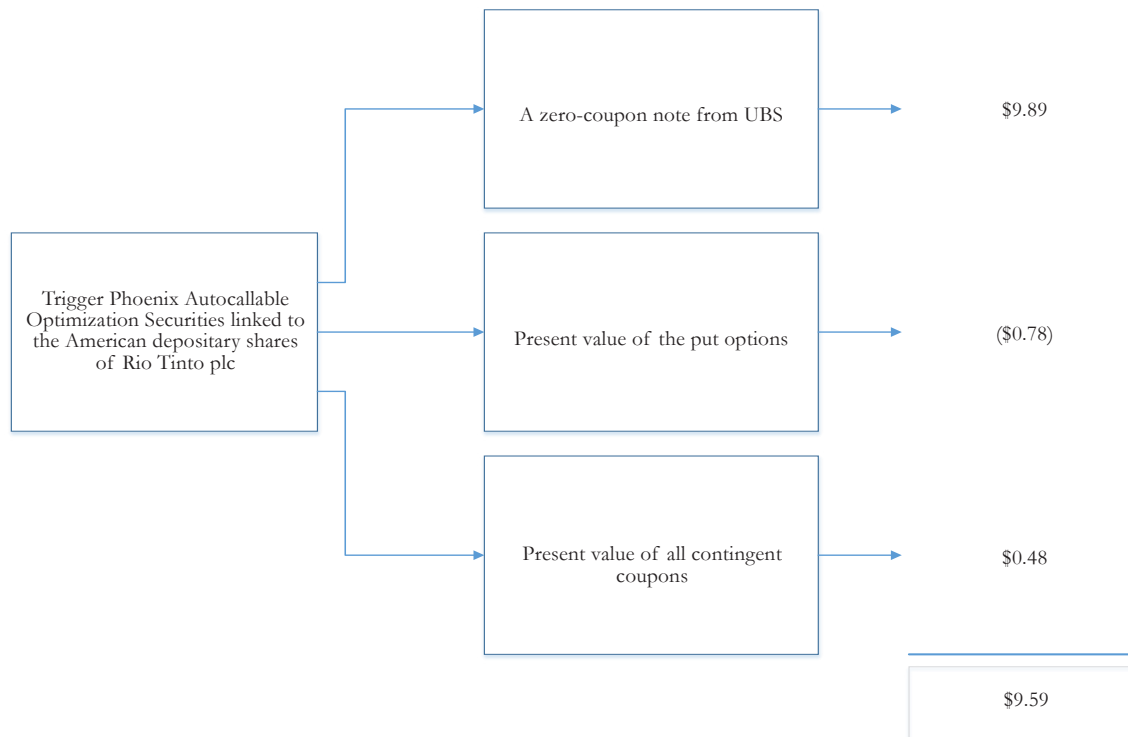 A zero-coupon note from UBS
$9.89
Trigger Phoenix Autocallable
Optimization Securities linked to
the American depositary shares
of Rio Tinto plc
Present value of the put options
($0.78)
Present value of all contingent
coupons
$0.48
$9.59